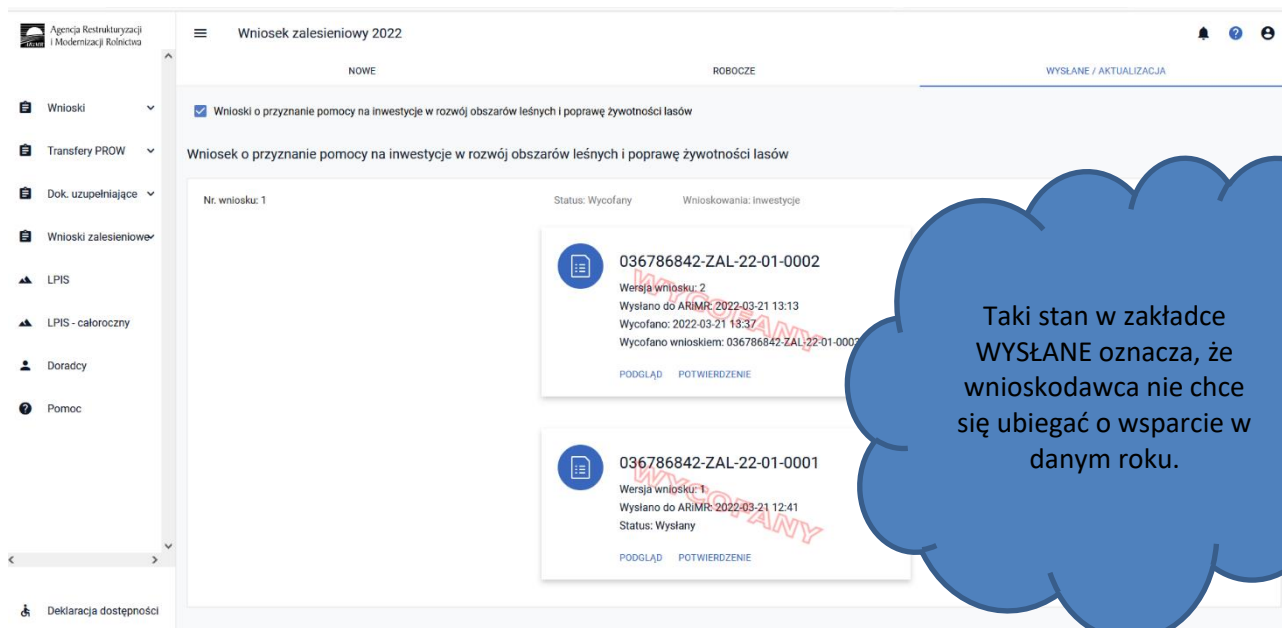 Agencja Restrukturyzacji
i Modernizacji Rolnictwa
Wniosek zalesieniowy 2022
NOWE
ROBOCZE
WYSŁANE / AKTUALIZACJA
Wnioski
Transfery PROW
Dok. uzupełniające
Wnioski zalesieniowe
LPIS
LPIS - całoroczny
Doradcy
Pomoc
Deklaracja dostępności
Wnioski o przyznanie pomocy na inwestycje w rozwój obszarów leśnych i poprawę żywotności lasów
Wniosek o przyznanie pomocy na inwestycje w rozwój obszarów leśnych i poprawę żywotności lasów
Nr. wniosku: 1
Status: Wycofany
Wnioskowania: inwestycje
036786842-ZAL-22-01-0002
Wersja wniosku: 2
Wysłano do ARiMR: 2022-03-21 13:13
Wycofano: 2022-03-21 13:37
Wycofano wnioskiem: 036786842-ZAL-22-01-0002
WYCOFANY
PODGLĄD POTWIERDZENIE
036786842-ZAL-22-01-0001
Wersja wniosku: 1
Wysłano do ARiMR: 2022-03-21 12:41
Status: Wysłany
WYCOFANY
PODGLĄD POTWIERDZENIE
Taki stan w zakładce
WYSŁANE oznacza, że
wnioskodawca nie chce
się ubiegać o wsparcie w
danym roku.